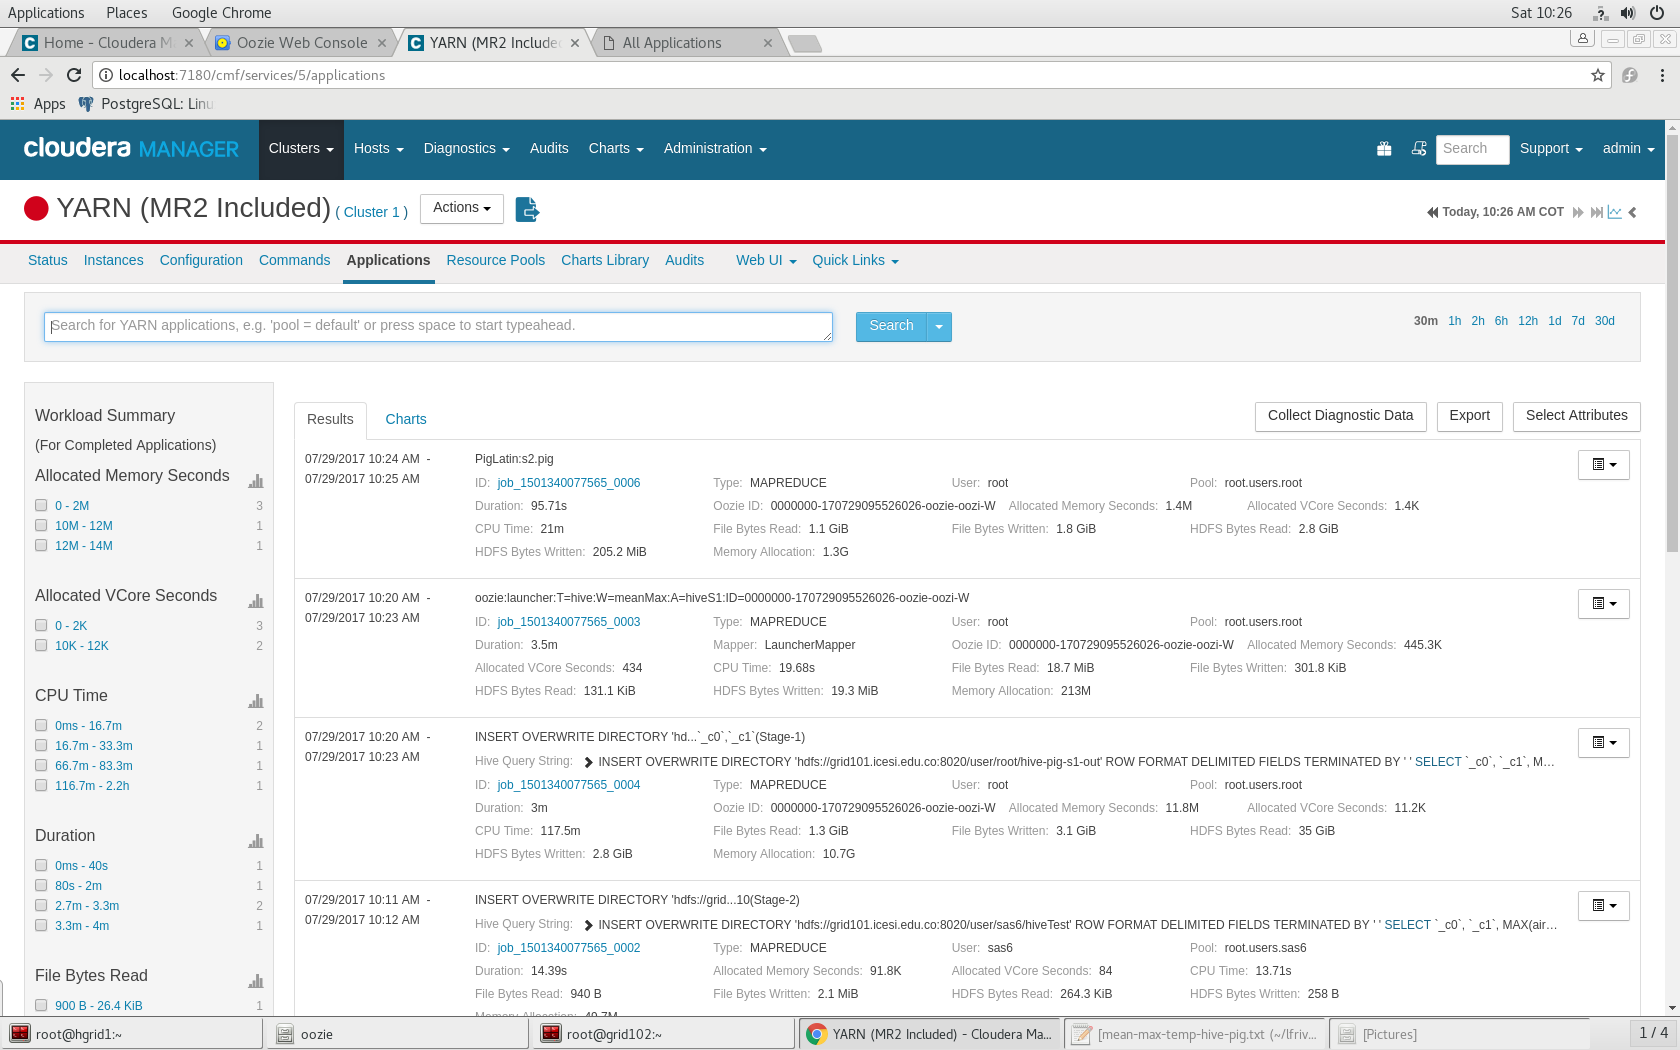 Applications Places Google Chrome Sat 10:26
Home - Cloudera M Oozie Web Console YARN (MR2 Include All Applications
localhost:7180/cmf/services/5/applications
Apps PostgreSQL: Linu
cloudera MANAGER Clusters Hosts Diagnostics Audits Charts Administration Search Support admin
YARN (MR2 Included) ( Cluster 1 ) Actions Today, 10:26 AM COT
Status Instances Configuration Commands Applications Resource Pools Charts Library Audits Web UI Quick Links
Search for YARN applications, e.g. 'pool = default' or press space to start typeahead. Search 30m 1h 2h 6h 12h 1d 7d 30d
Workload Summary
(For Completed Applications)
Allocated Memory Seconds
0 - 2M 3
10M - 12M 1
12M - 14M 1
Allocated VCore Seconds
0 - 2K 3
10K - 12K 2
CPU Time
0ms - 16.7m 2
16.7m - 33.3m 1
66.7m - 83.3m 1
116.7m - 2.2h 1
Duration
0ms - 40s 1
80s - 2m 1
2.7m - 3.3m 2
3.3m - 4m 1
File Bytes Read
900 B - 26.4 KiB 1
Results Charts Collect Diagnostic Data Export Select Attributes
07/29/2017 10:24 AM - PigLatin:s2.pig
07/29/2017 10:25 AM
ID: job_1501340077565_0006 Type: MAPREDUCE User: root Pool: root.users.root
Duration: 95.71s Oozie ID: 0000000-170729095526026-oozie-oozi-W Allocated Memory Seconds: 1.4M Allocated VCore Seconds: 1.4K
CPU Time: 21m File Bytes Read: 1.1 GiB File Bytes Written: 1.8 GiB HDFS Bytes Read: 2.8 GiB
HDFS Bytes Written: 205.2 MiB Memory Allocation: 1.3G
07/29/2017 10:20 AM - oozie:launcher:T=hive:W=meanMax:A=hiveS1:ID=0000000-170729095526026-oozie-oozi-W
07/29/2017 10:23 AM
ID: job_1501340077565_0003 Type: MAPREDUCE User: root Pool: root.users.root
Duration: 3.5m Mapper: LauncherMapper Oozie ID: 0000000-170729095526026-oozie-oozi-W Allocated Memory Seconds: 445.3K
Allocated VCore Seconds: 434 CPU Time: 19.68s File Bytes Read: 18.7 MiB File Bytes Written: 301.8 KiB
HDFS Bytes Read: 131.1 KiB HDFS Bytes Written: 19.3 MiB Memory Allocation: 213M
07/29/2017 10:20 AM - INSERT OVERWRITE DIRECTORY 'hd...`_c0`,`_c1`(Stage-1)
07/29/2017 10:23 AM
Hive Query String: INSERT OVERWRITE DIRECTORY 'hdfs://grid101.icesi.edu.co:8020/user/root/hive-pig-s1-out' ROW FORMAT DELIMITED FIELDS TERMINATED BY ' ' SELECT `_c0`, `_c1`, M…
ID: job_1501340077565_0004 Type: MAPREDUCE User: root Pool: root.users.root
Duration: 3m Oozie ID: 0000000-170729095526026-oozie-oozi-W Allocated Memory Seconds: 11.8M Allocated VCore Seconds: 11.2K
CPU Time: 117.5m File Bytes Read: 1.3 GiB File Bytes Written: 3.1 GiB HDFS Bytes Read: 35 GiB
HDFS Bytes Written: 2.8 GiB Memory Allocation: 10.7G
07/29/2017 10:11 AM - INSERT OVERWRITE DIRECTORY 'hdfs://grid...10(Stage-2)
07/29/2017 10:12 AM
Hive Query String: INSERT OVERWRITE DIRECTORY 'hdfs://grid101.icesi.edu.co:8020/user/sas6/hiveTest' ROW FORMAT DELIMITED FIELDS TERMINATED BY ' ' SELECT `_c0`, `_c1`, MAX(air…
ID: job_1501340077565_0002 Type: MAPREDUCE User: sas6 Pool: root.users.sas6
Duration: 14.39s Allocated Memory Seconds: 91.8K Allocated VCore Seconds: 84 CPU Time: 13.71s
File Bytes Read: 940 B File Bytes Written: 2.1 MiB HDFS Bytes Read: 264.3 KiB HDFS Bytes Written: 258 B
Memory Allocation: 49.7M
root@hgrid1:~ oozie root@grid102:~ YARN (MR2 Included) - Cloudera Ma... [mean-max-temp-hive-pig.txt (~/lfriv... [Pictures] 1 / 4